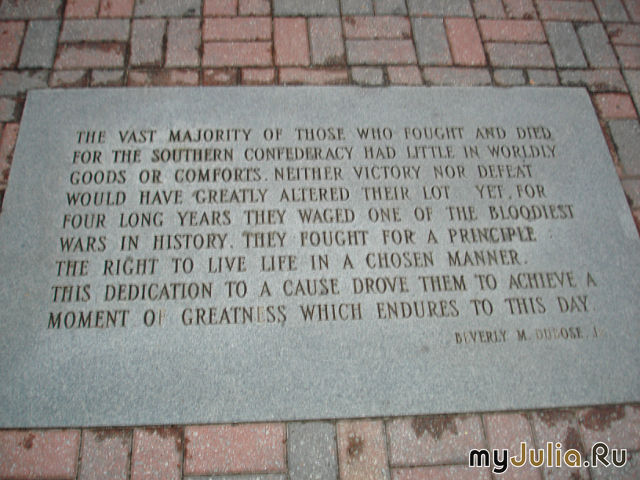 THE VAST MAJORITY OF THOSE WHO FOUGHT AND DIED
FOR THE SOUTHERN CONFEDERACY HAD LITTLE IN WORLDLY
GOODS OR COMFORTS. NEITHER VICTORY NOR DEFEAT
WOULD HAVE GREATLY ALTERED THEIR LOT YET, FOR
FOUR LONG YEARS THEY WAGED ONE OF THE BLOODIEST
WARS IN HISTORY. THEY FOUGHT FOR A PRINCIPLE
THE RIGHT TO LIVE LIFE IN A CHOSEN MANNER.
THIS DEDICATION TO A CAUSE DROVE THEM TO ACHIEVE A
MOMENT OF GREATNESS WHICH ENDURES TO THIS DAY.
BEVERLY M. DUBOSE, JR.
myJulia.Ru